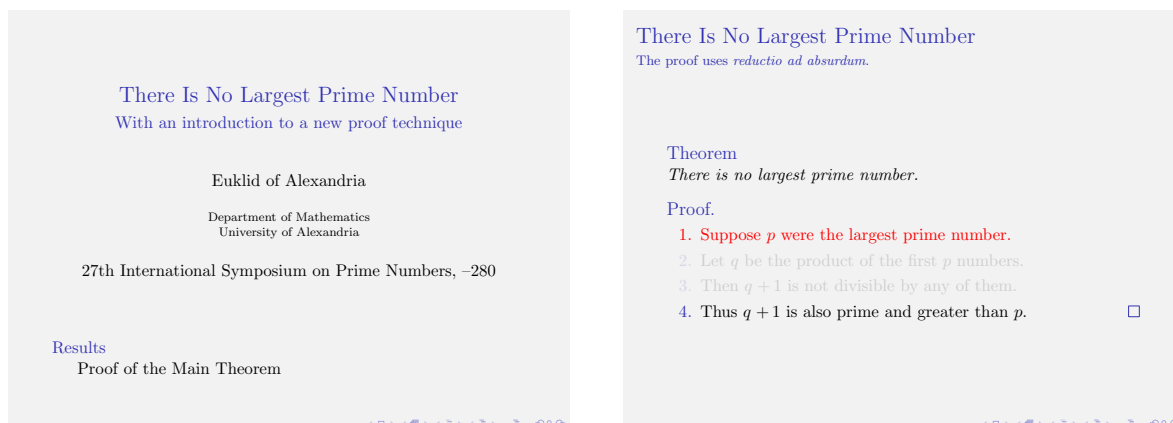 There Is No Largest Prime Number
With an introduction to a new proof technique
Euklid of Alexandria
Department of Mathematics
University of Alexandria
27th International Symposium on Prime Numbers, –280
Results
Proof of the Main Theorem
There Is No Largest Prime Number
The proof uses reductio ad absurdum.
Theorem
There is no largest prime number.
Proof.
1. Suppose p were the largest prime number.
2. Let q be the product of the first p numbers.
3. Then q + 1 is not divisible by any of them.
4. Thus q + 1 is also prime and greater than p.